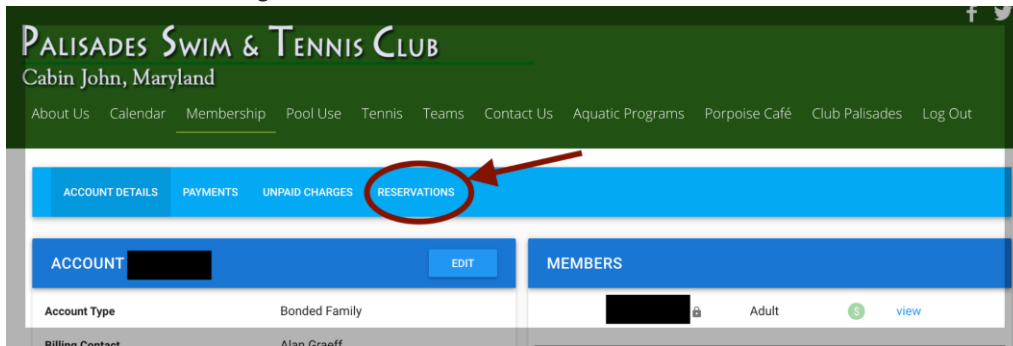 PALISADES SWIM & TENNIS CLUB
Cabin John, Maryland
About Us Calendar Membership Pool Use Tennis Teams Contact Us Aquatic Programs Porpoise Café Club Palisades Log Out
ACCOUNT DETAILS PAYMENTS UNPAID CHARGES RESERVATIONS
ACCOUNT EDIT MEMBERS
Account Type Bonded Family Adult $ view
Billing Contact Alan Graeff